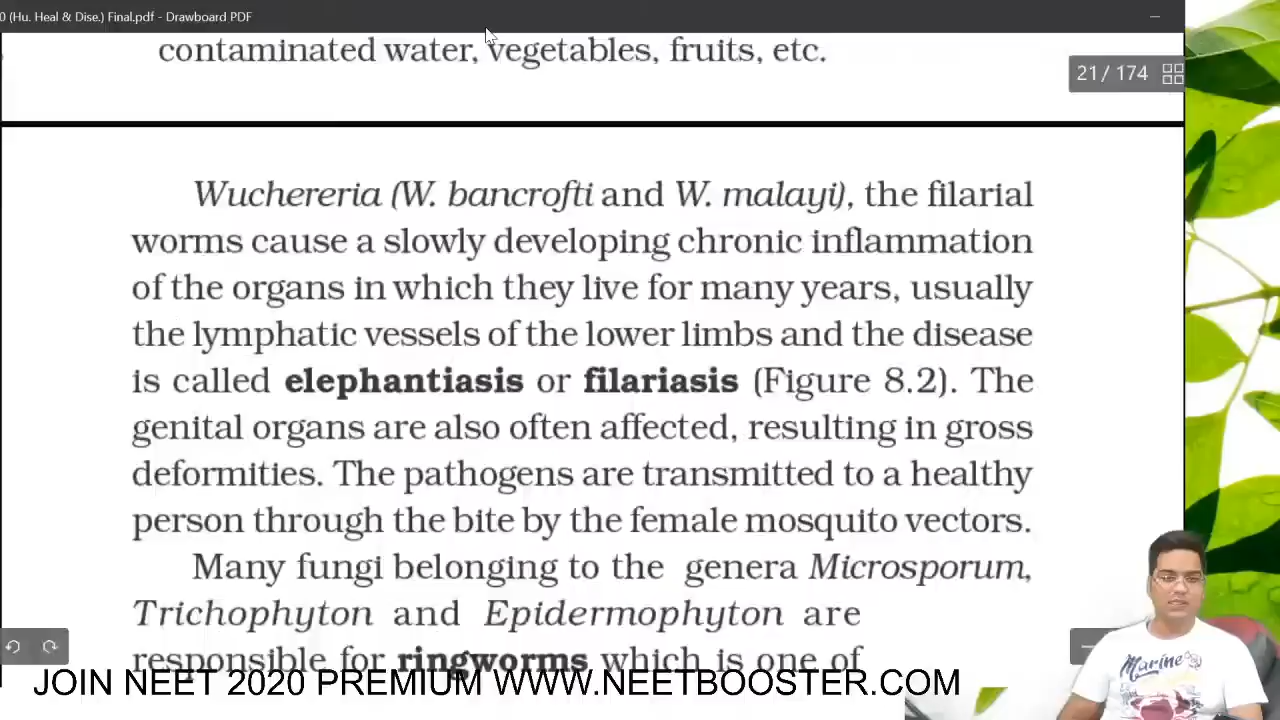 0 (Hu. Heal & Dise.) Final.pdf - Drawboard PDF
contaminated water, vegetables, fruits, etc.
21 / 174
Wuchereria (W. bancrofti and W. malayi), the filarial
worms cause a slowly developing chronic inflammation
of the organs in which they live for many years, usually
the lymphatic vessels of the lower limbs and the disease
is called elephantiasis or filariasis (Figure 8.2). The
genital organs are also often affected, resulting in gross
deformities. The pathogens are transmitted to a healthy
person through the bite by the female mosquito vectors.
Many fungi belonging to the genera Microsporum,
Trichophyton and Epidermophyton are
responsible for ringworms which is one of
JOIN NEET 2020 PREMIUM WWW.NEETBOOSTER.COM
Marine